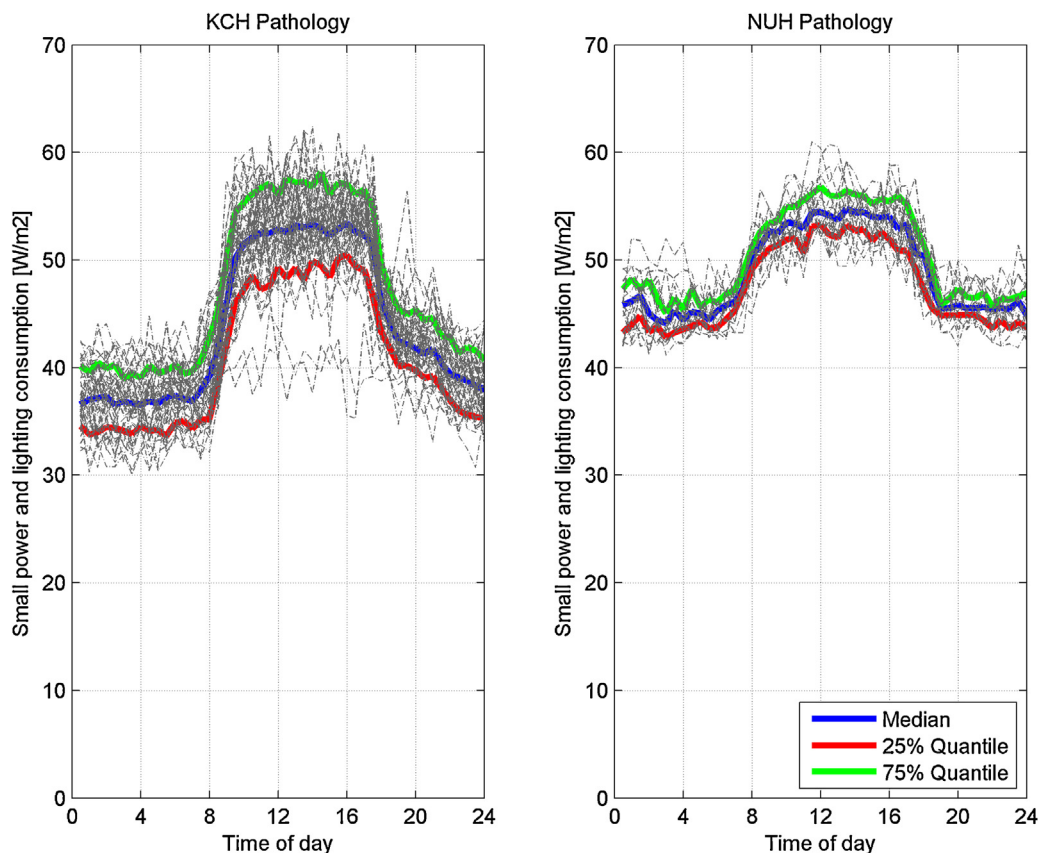 KCH Pathology
70
60
50
40
30
20
10
0
0 4 8 12 16 20 24
Time of day
Small power and lighting consumption [W/m2]
NUH Pathology
70
60
50
40
30
20
10
0
0 4 8 12 16 20 24
Time of day
Small power and lighting consumption [W/m2]
Median
25% Quantile
75% Quantile